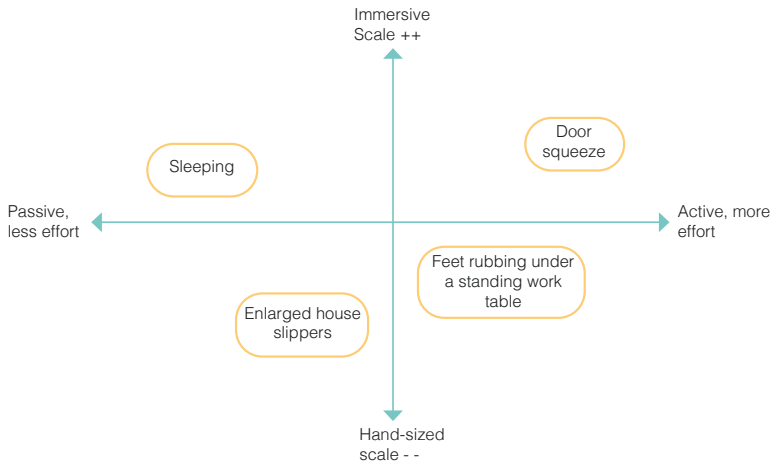 Immersive
Scale ++
Door
squeeze
Sleeping
Passive,
less effort
Active, more
effort
Feet rubbing under
a standing work
table
Enlarged house
slippers
Hand-sized
scale - -